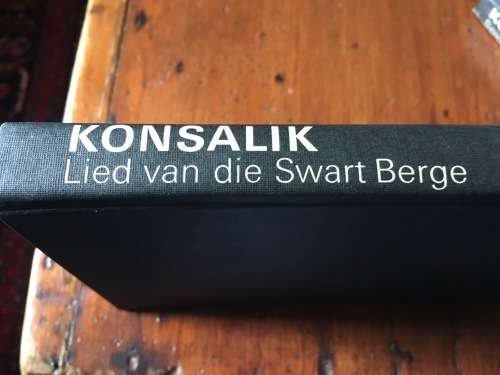 KONSALIK
Lied van die Swart Berge